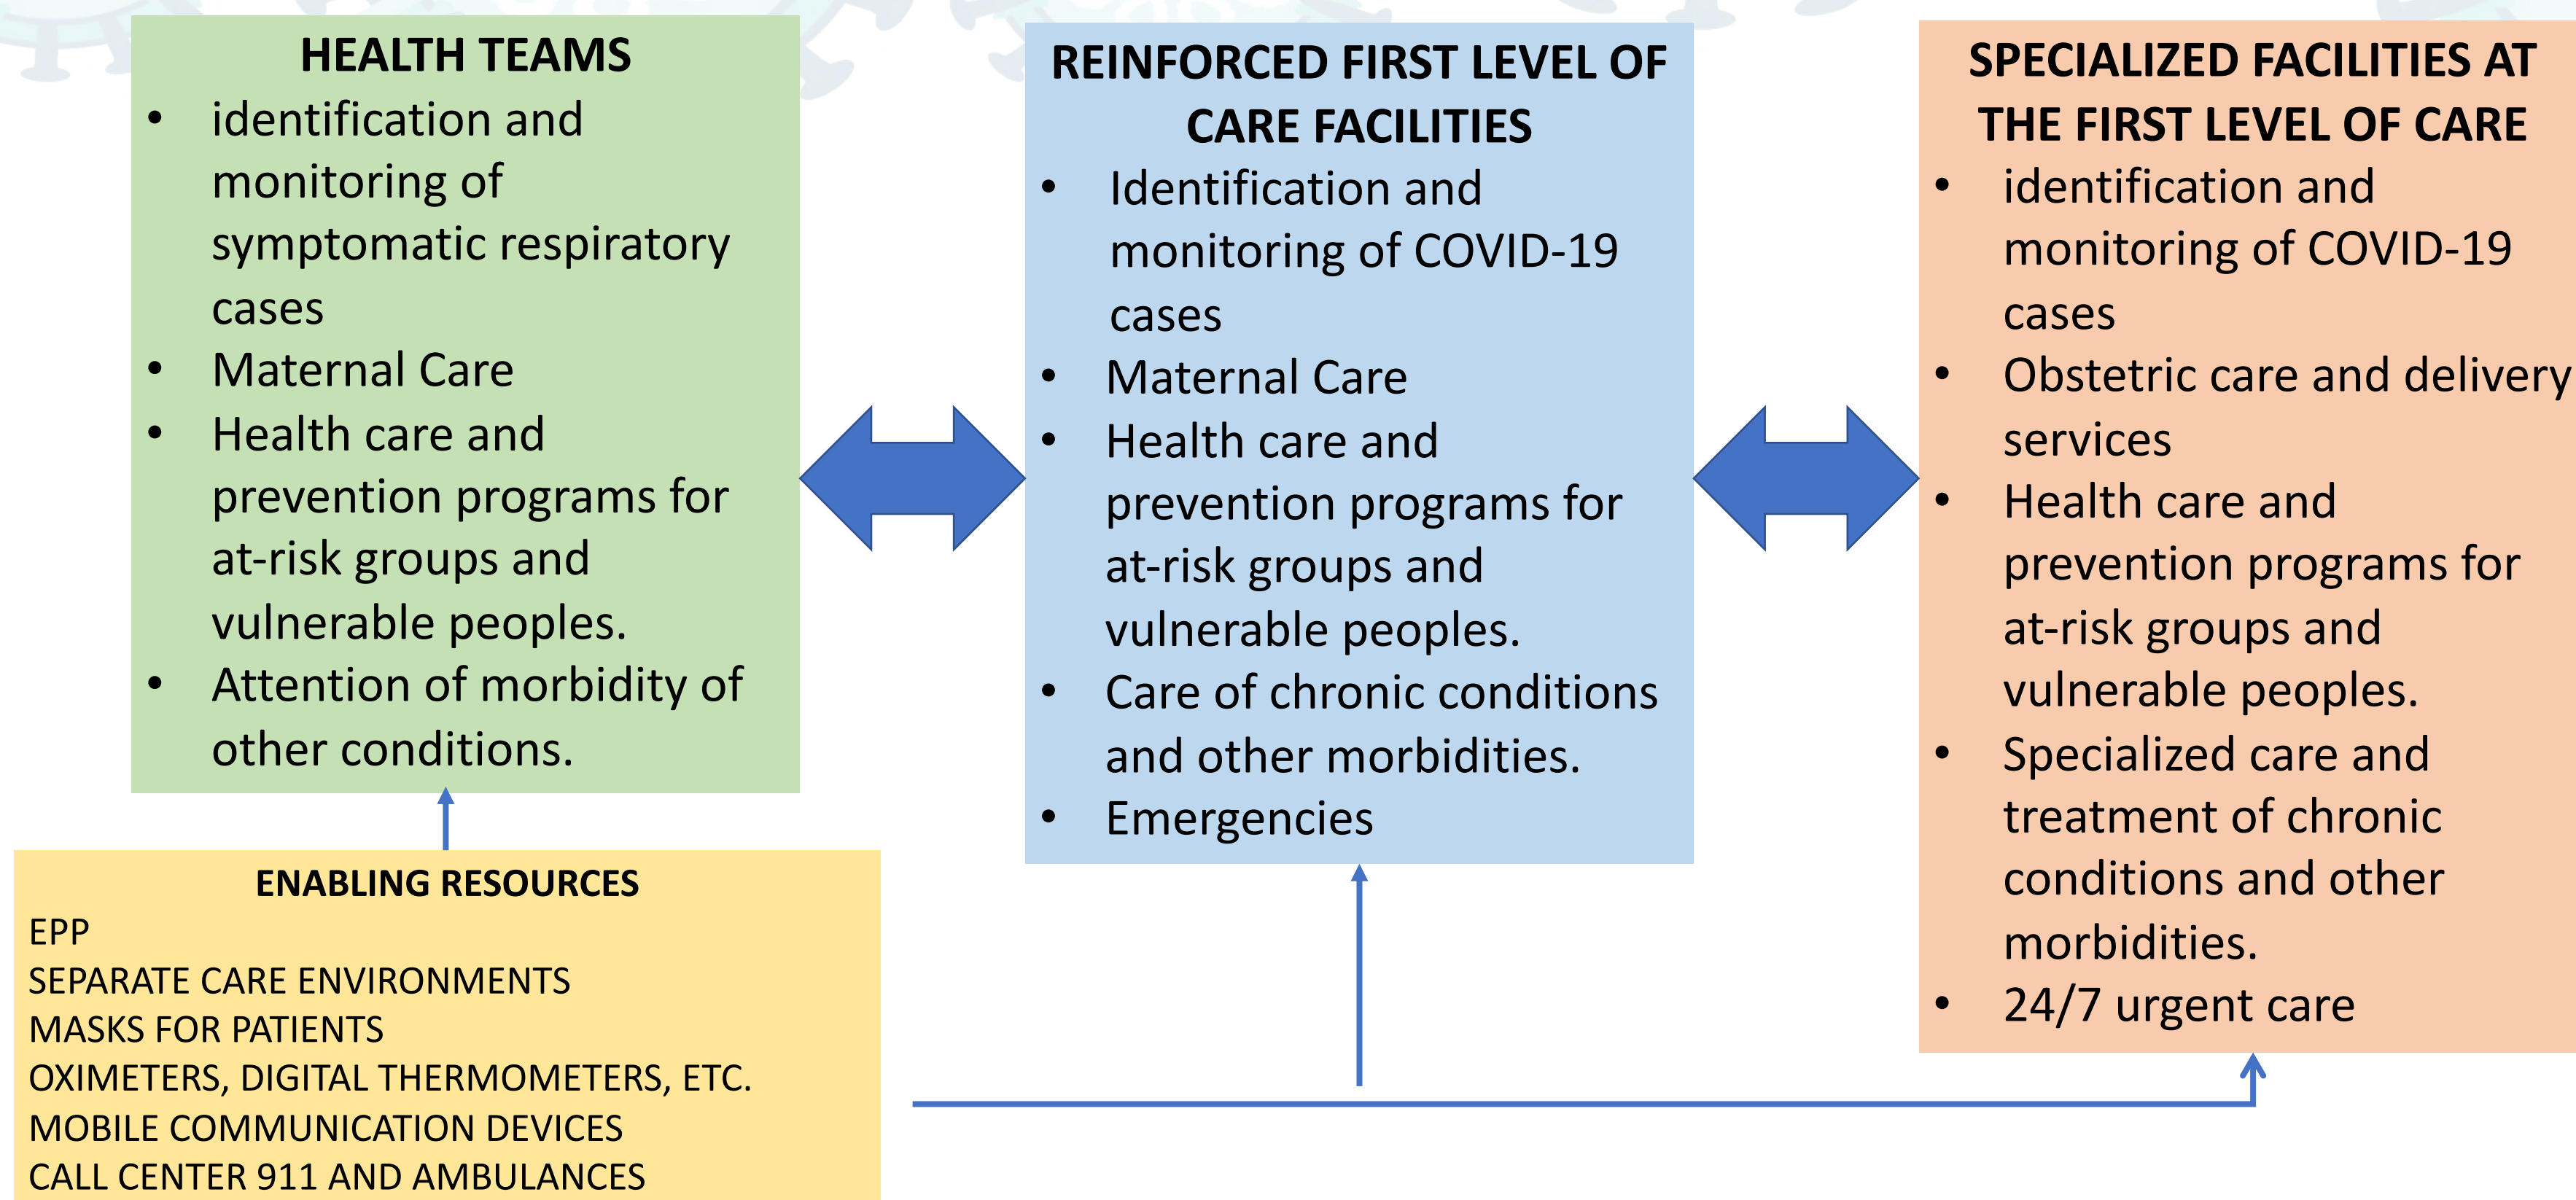 HEALTH TEAMS
• identification and
monitoring of
symptomatic respiratory
cases
• Maternal Care
• Health care and
prevention programs for
at-risk groups and
vulnerable peoples.
• Attention of morbidity of
other conditions.
REINFORCED FIRST LEVEL OF
CARE FACILITIES
• Identification and
monitoring of COVID-19
cases
• Maternal Care
• Health care and
prevention programs for
at-risk groups and
vulnerable peoples.
• Care of chronic conditions
and other morbidities.
• Emergencies
SPECIALIZED FACILITIES AT
THE FIRST LEVEL OF CARE
• identification and
monitoring of COVID-19
cases
• Obstetric care and delivery
services
• Health care and
prevention programs for
at-risk groups and
vulnerable peoples.
• Specialized care and
treatment of chronic
conditions and other
morbidities.
• 24/7 urgent care
ENABLING RESOURCES
EPP
SEPARATE CARE ENVIRONMENTS
MASKS FOR PATIENTS
OXIMETERS, DIGITAL THERMOMETERS, ETC.
MOBILE COMMUNICATION DEVICES
CALL CENTER 911 AND AMBULANCES